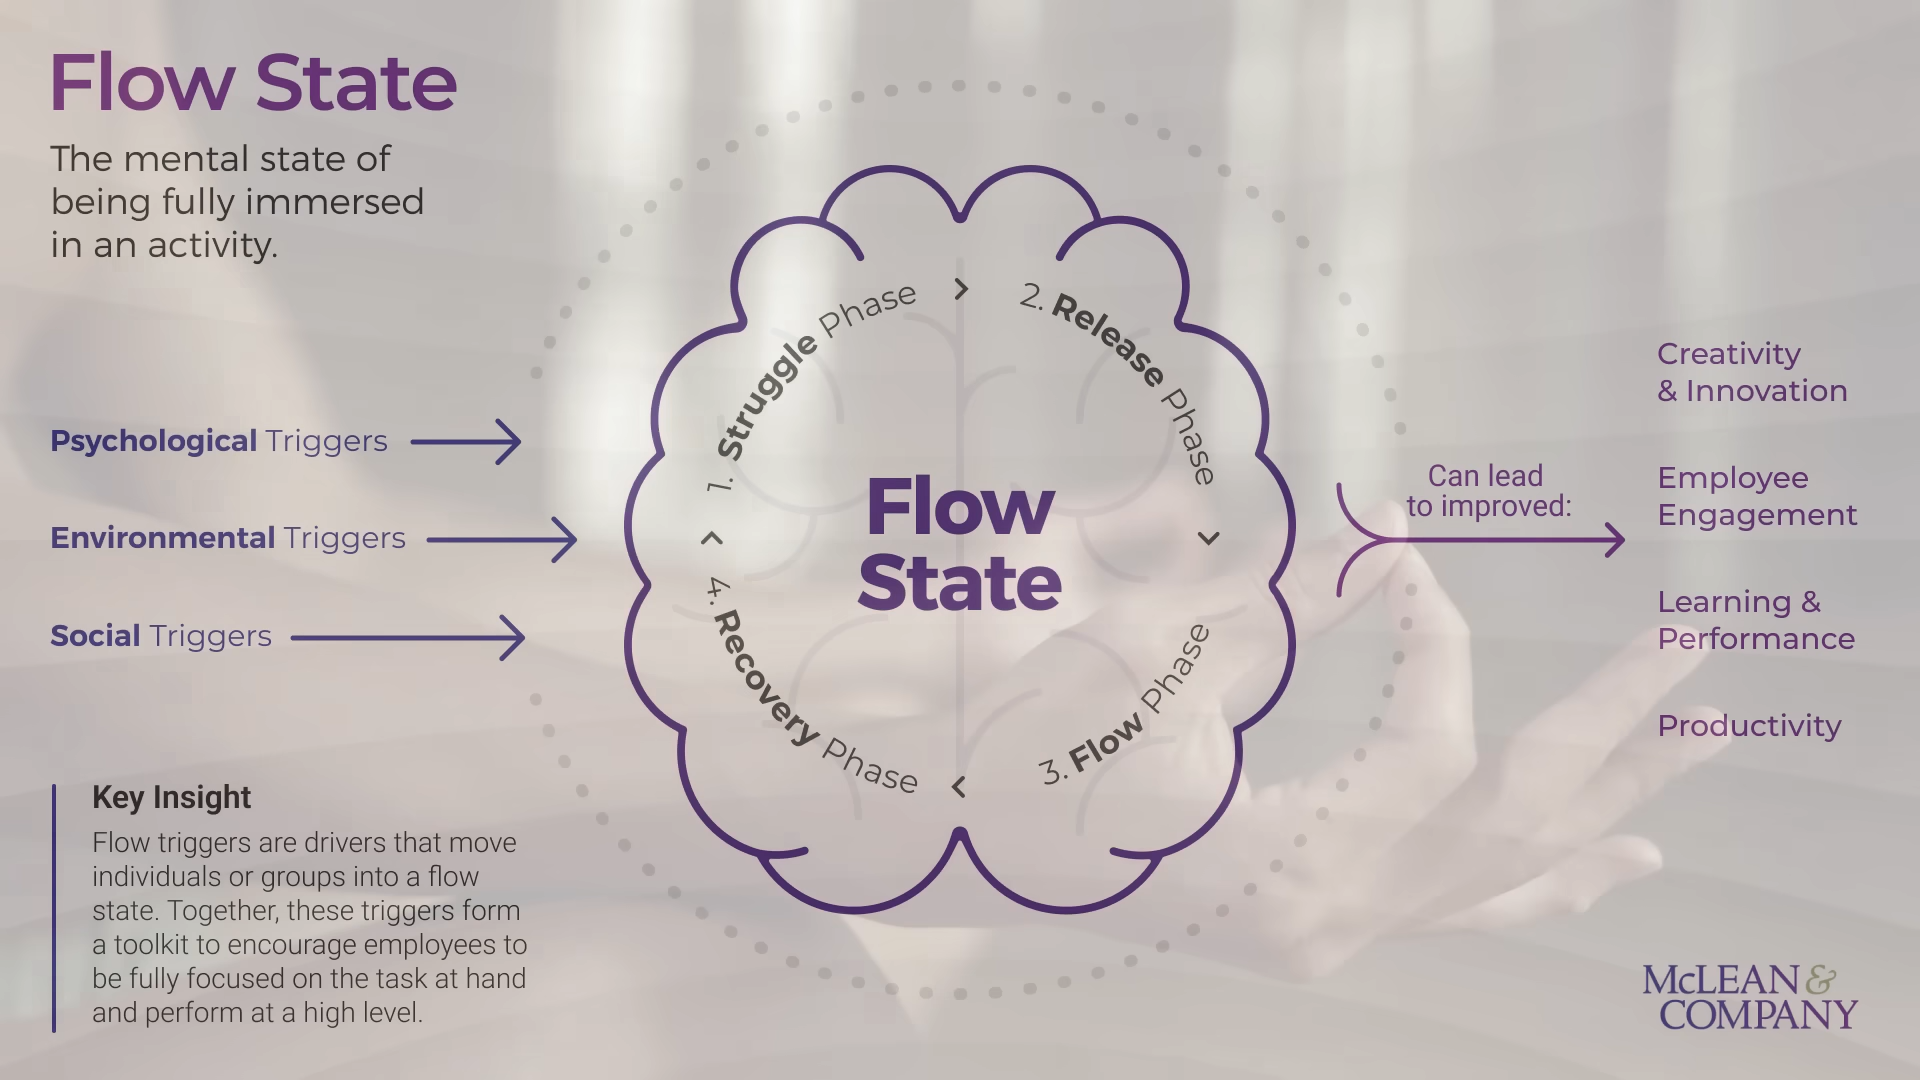 Flow State
The mental state of
being fully immersed
in an activity.
Psychological Triggers
Environmental Triggers
Social Triggers
Key Insight
Flow triggers are drivers that move
individuals or groups into a flow
state. Together, these triggers form
a toolkit to encourage employees to
be fully focused on the task at hand
and perform at a high level.
1. Struggle Phase
2. Release Phase
3. Flow Phase
4. Recovery Phase
Flow
State
Can lead
to improved:
Creativity
& Innovation
Employee
Engagement
Learning &
Performance
Productivity
McLEAN &
COMPANY